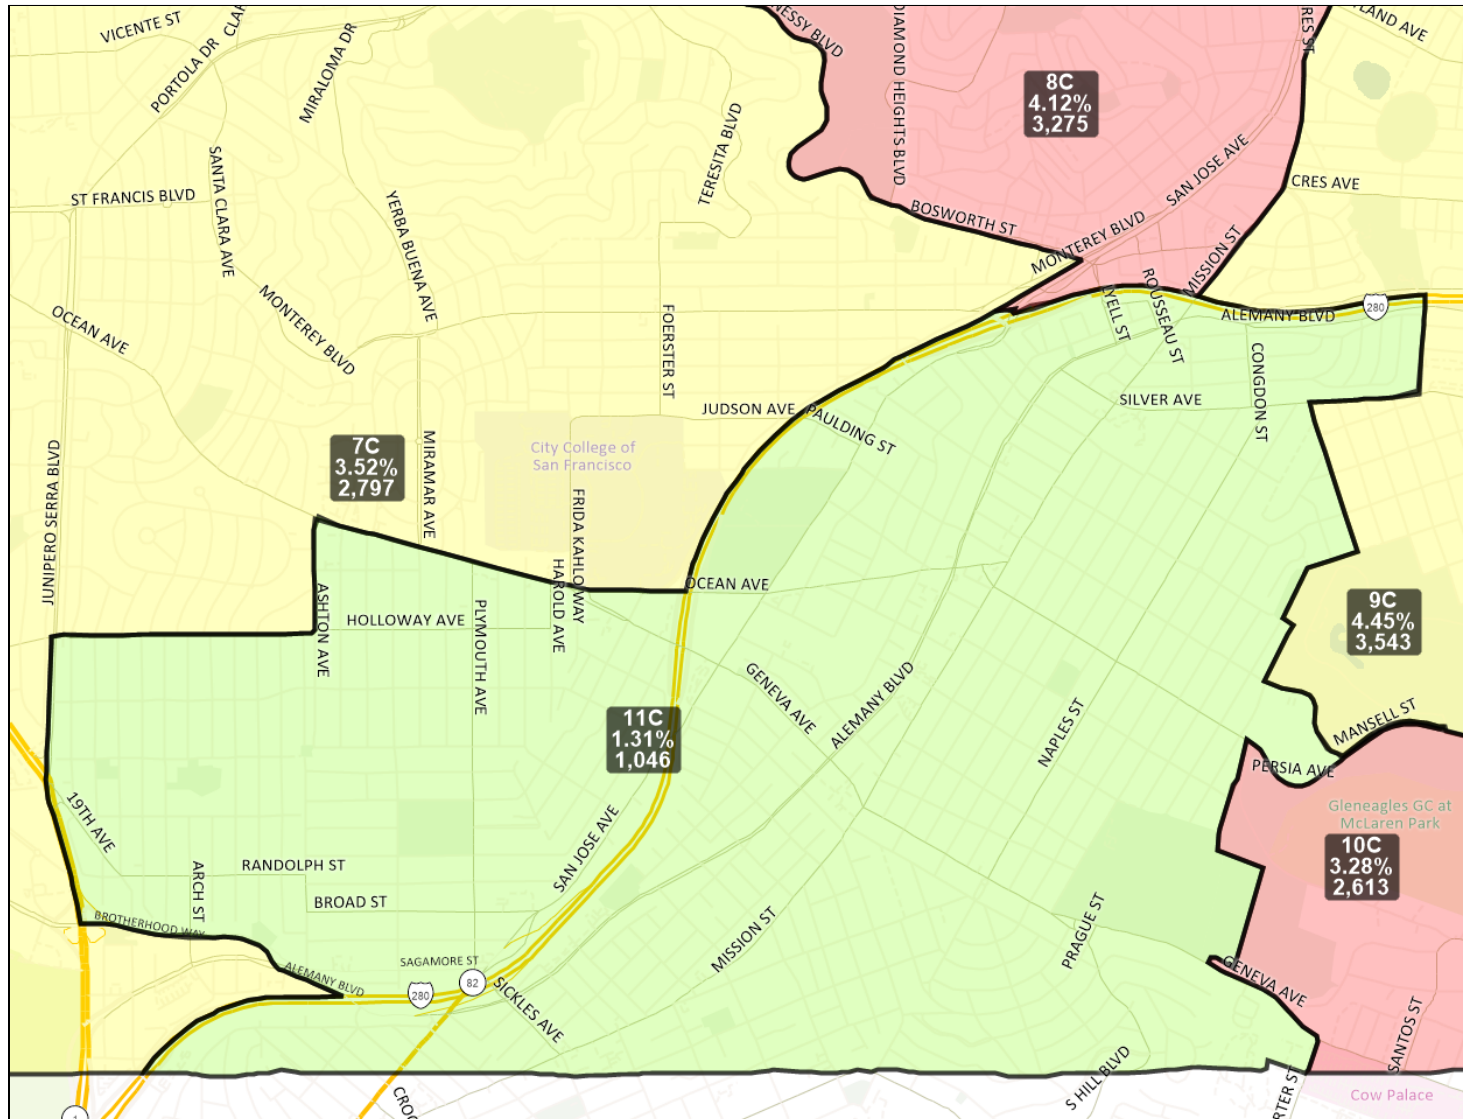 VICENTE ST
PORTOLA DR
MIRALOMA DR
DIAMOND HEIGHTS BLVD
8C
4.12%
3,275
TERESITA BLVD
SAN JOSE AVE
SANTA CLARA AVE
ST FRANCIS BLVD
YERBA BUENA AVE
CRES AVE
BOSWORTH ST
MONTEREY BLVD
MISSION ST
LYELL ST
ROUSSEAU ST
280
ALEMANY BLVD
OCEAN AVE
MONTEREY BLVD
FOERSTER ST
CONGDON ST
SILVER AVE
JUDSON AVE
PAULDING ST
JUNIPERO SERRA BLVD
7C
3.52%
2,797
MIRAMAR AVE
City College of
San Francisco
FRIDA KAHLO WAY
HAROLD AVE
OCEAN AVE
ASHTON AVE
HOLLOWAY AVE
PLYMOUTH AVE
9C
4.45%
3,543
GENEVA AVE
ALEMANY BLVD
11C
1.31%
1,046
NAPLES ST
MANSELL ST
PERSIA AVE
Gleneagles GC at
McLaren Park
10C
3.28%
2,613
19TH AVE
SAN JOSE AVE
RANDOLPH ST
ARCH ST
BROAD ST
BROTHERHOOD WAY
MISSION ST
PRAGUE ST
SAGAMORE ST
ALEMANY BLVD
280
82
SICKLES AVE
GENEVA AVE
SANTOS ST
S HILL BLVD
Cow Palace
1